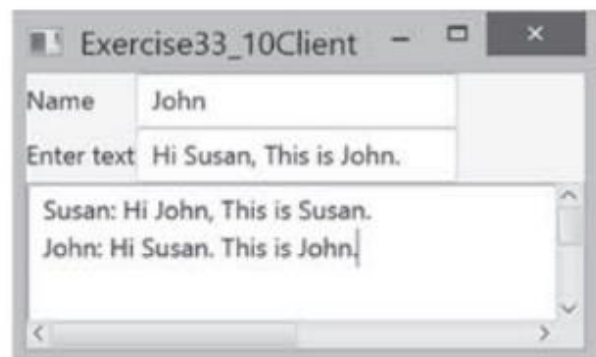 Exercise33_10Client
Name John
Enter text Hi Susan, This is John.
Susan: Hi John, This is Susan.
John: Hi Susan. This is John.